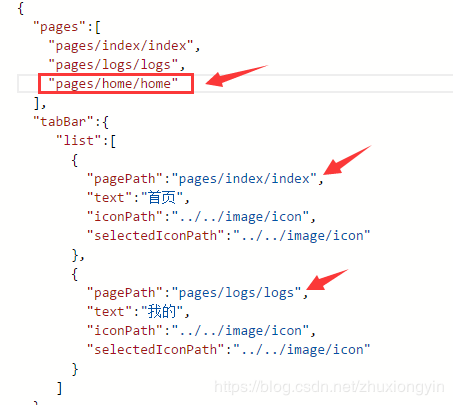 {
"pages":[
"pages/index/index",
"pages/logs/logs",
"pages/home/home"
],
"tabBar":{
"list":[
{
"pagePath":"pages/index/index",
"text":"首页",
"iconPath":"../../image/icon",
"selectedIconPath":"../../image/icon"
},
{
"pagePath":"pages/logs/logs",
"text":"我的",
"iconPath":"../../image/icon",
"selectedIconPath":"../../image/icon"
}
]
https://blog.csdn.net/zhuxiongyin